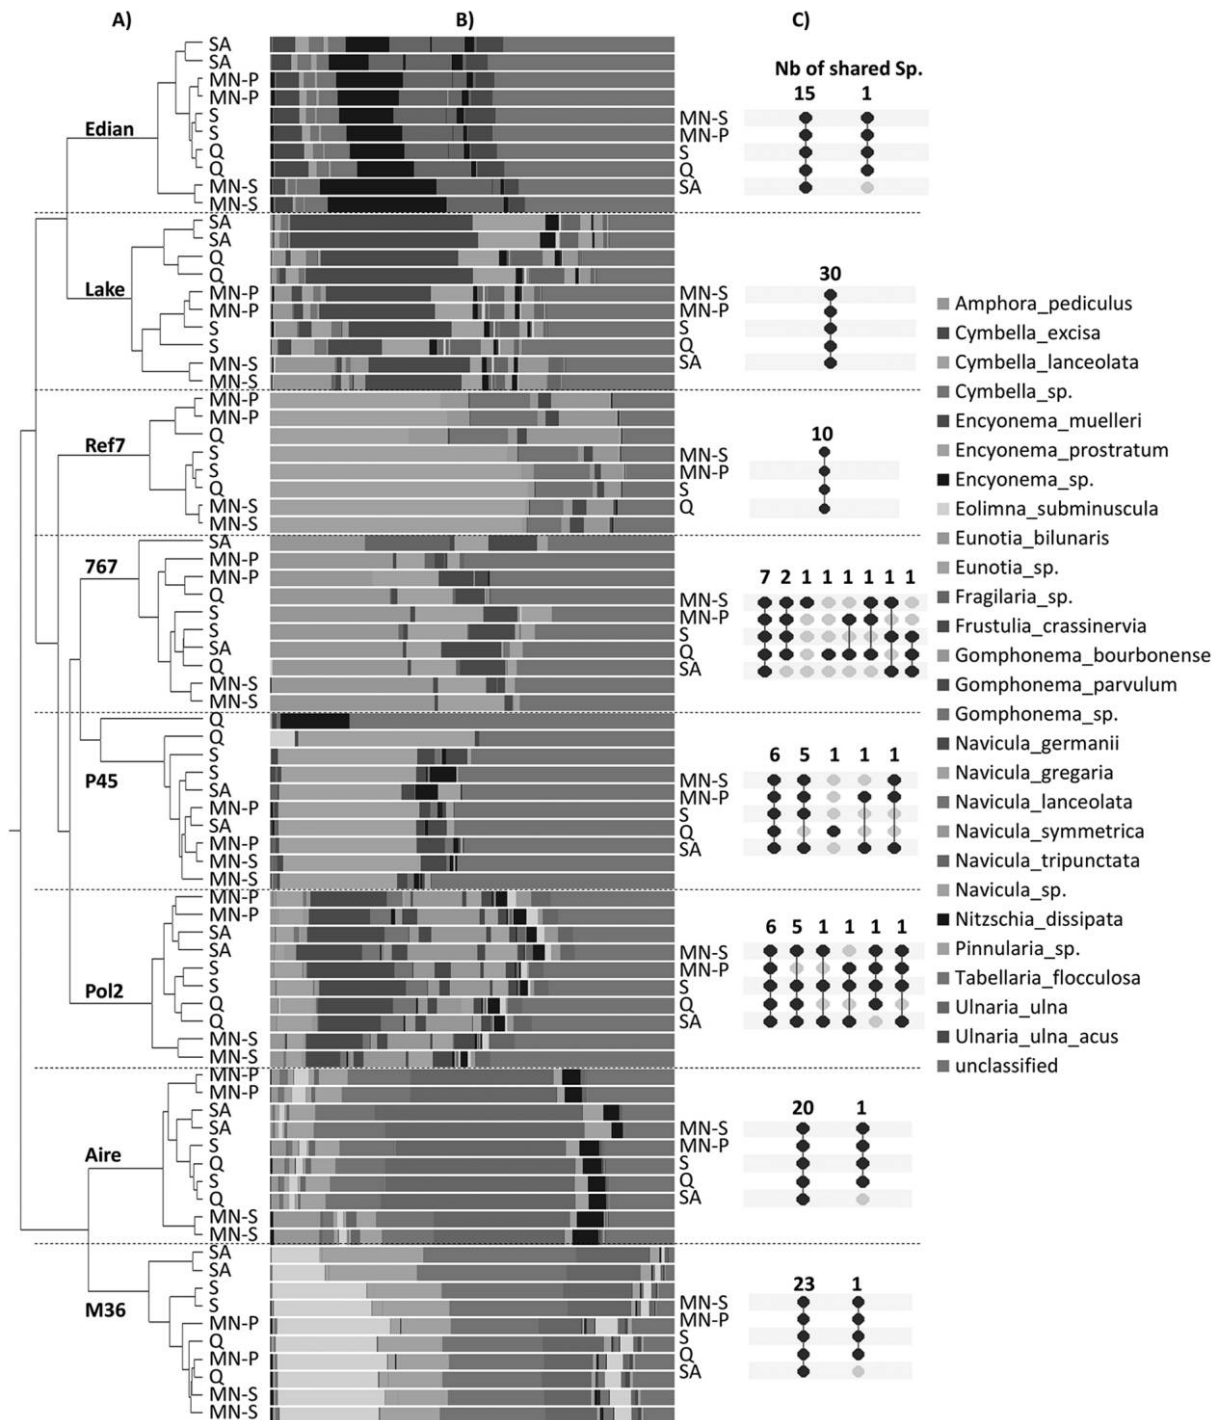 A)
B)
C)
Nb of shared Sp.
Edian
SA
SA
MN-P
MN-P
S
S
Q
Q
MN-S
MN-S
15 1
MN-S
MN-P
S
Q
SA
Lake
SA
SA
Q
Q
MN-P
MN-P
S
S
MN-S
MN-S
30
MN-S
MN-P
S
Q
SA
Ref7
MN-P
MN-P
Q
S
S
Q
MN-S
MN-S
10
MN-S
MN-P
S
Q
767
SA
MN-P
MN-P
Q
S
S
SA
Q
MN-S
MN-S
7 2 1 1 1 1 1 1
MN-S
MN-P
S
Q
SA
P45
Q
Q
S
S
SA
MN-P
SA
MN-P
MN-S
MN-S
6 5 1 1 1
MN-S
MN-P
S
Q
SA
Pol2
MN-P
MN-P
SA
SA
S
S
Q
Q
MN-S
MN-S
6 5 1 1 1 1
MN-S
MN-P
S
Q
SA
Aire
MN-P
MN-P
SA
SA
S
Q
S
Q
MN-S
MN-S
20 1
MN-S
MN-P
S
Q
SA
M36
SA
SA
S
S
MN-P
Q
MN-P
Q
MN-S
MN-S
23 1
MN-S
MN-P
S
Q
SA
Amphora_pediculus
Cymbella_excisa
Cymbella_lanceolata
Cymbella_sp.
Encyonema_muelleri
Encyonema_prostratum
Encyonema_sp.
Eolimna_subminuscula
Eunotia_bilunaris
Eunotia_sp.
Fragilaria_sp.
Frustulia_crassinervia
Gomphonema_bourbonense
Gomphonema_parvulum
Gomphonema_sp.
Navicula_germanii
Navicula_gregaria
Navicula_lanceolata
Navicula_symmetrica
Navicula_tripunctata
Navicula_sp.
Nitzschia_dissipata
Pinnularia_sp.
Tabellaria_flocculosa
Ulnaria_ulna
Ulnaria_ulna_acus
unclassified